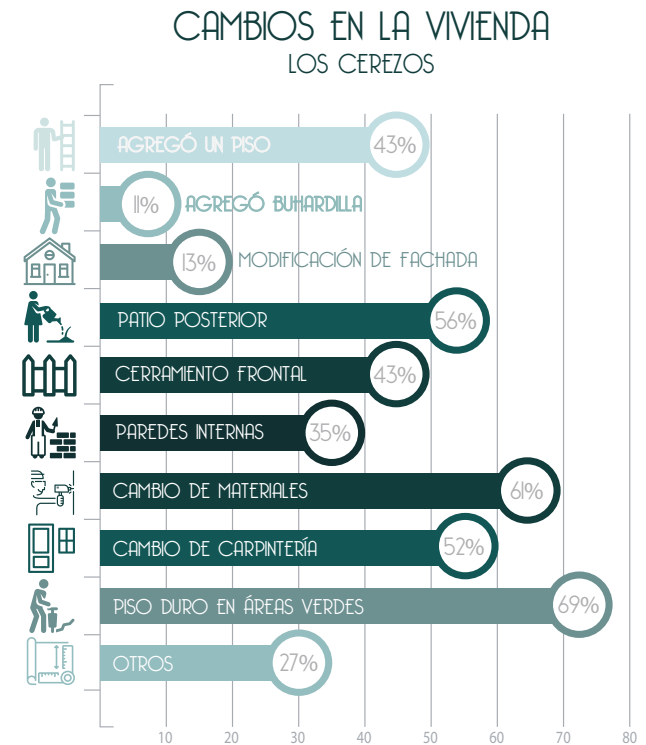 CAMBIOS EN LA VIVIENDA
LOS CEREZOS
AGREGÓ UN PISO 43%
11% AGREGÓ BUHARDILLA
13% MODIFICACIÓN DE FACHADA
PATIO POSTERIOR 56%
CERRAMIENTO FRONTAL 43%
PAREDES INTERNAS 35%
CAMBIO DE MATERIALES 61%
CAMBIO DE CARPINTERÍA 52%
PISO DURO EN ÁREAS VERDES 69%
OTROS 27%
10 20 30 40 50 60 70 80